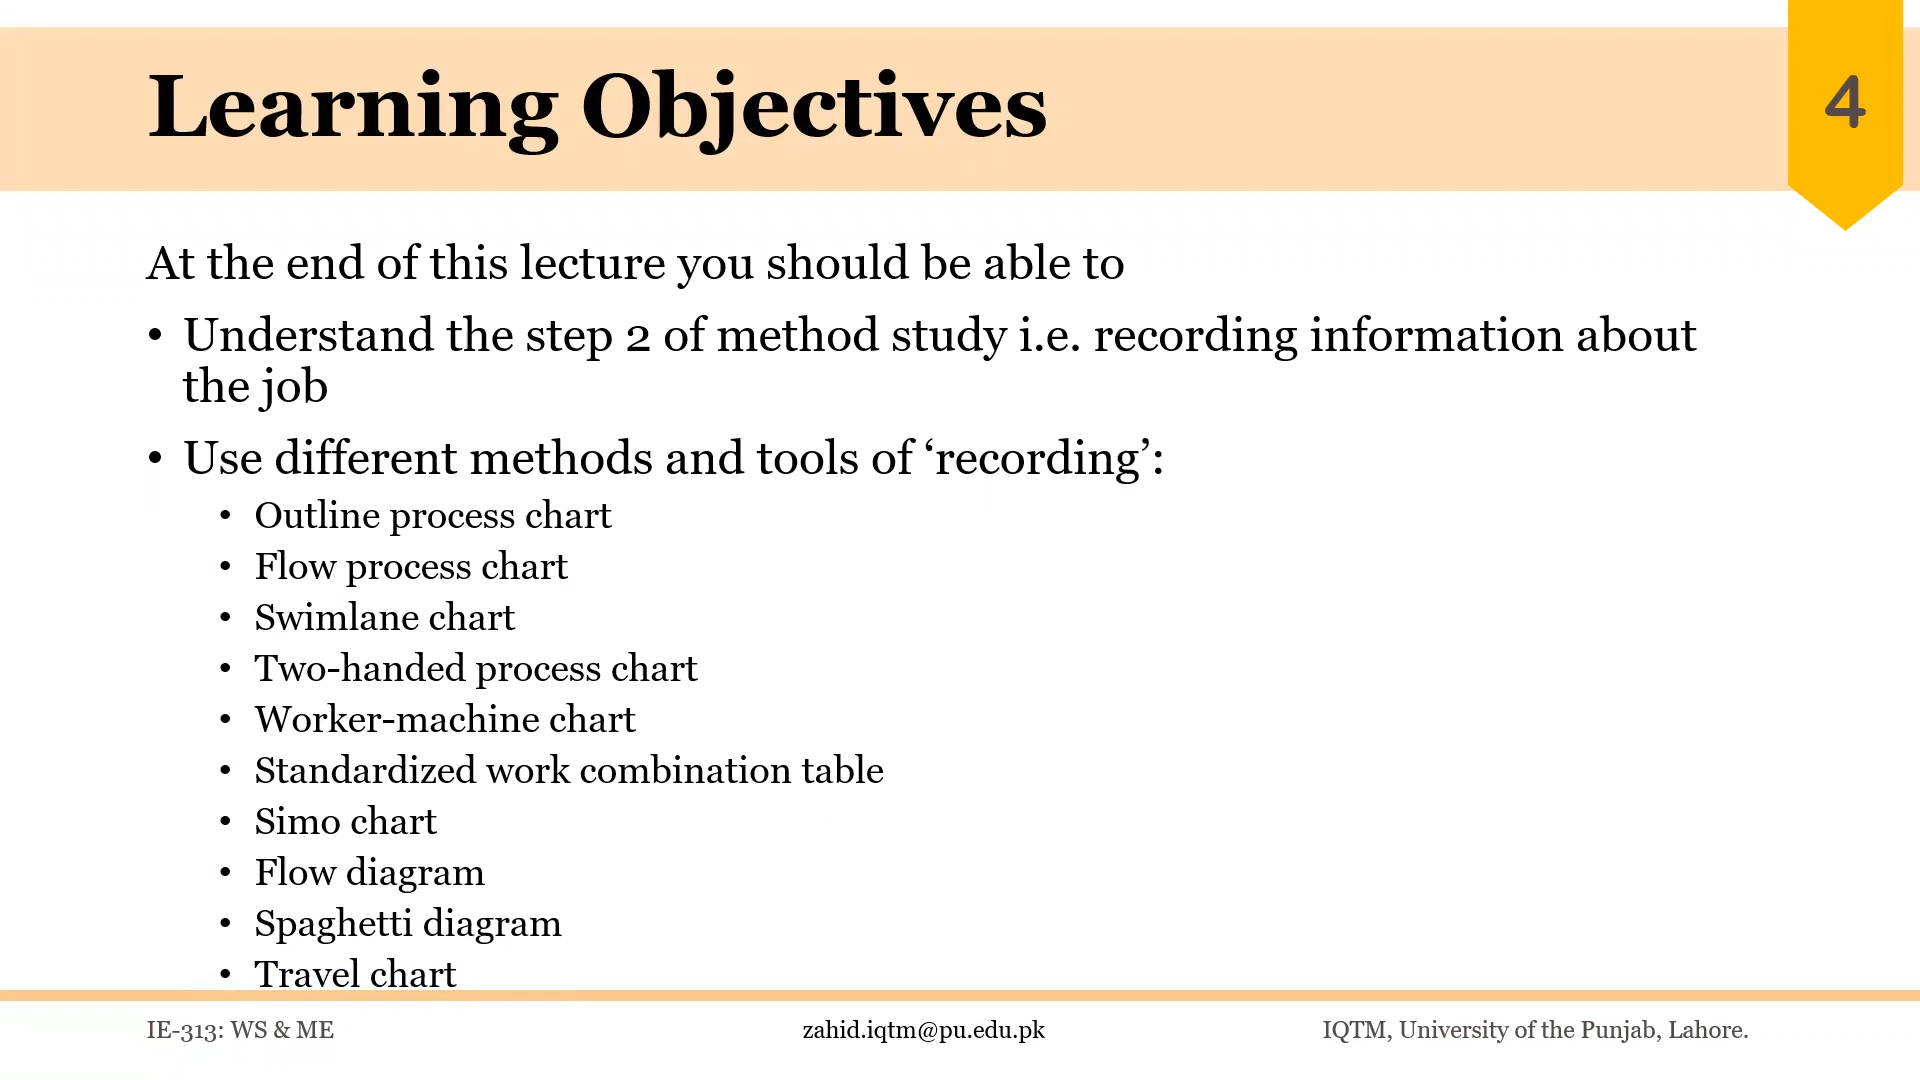 Learning Objectives
4
At the end of this lecture you should be able to
• Understand the step 2 of method study i.e. recording information about
the job
• Use different methods and tools of ‘recording’:
• Outline process chart
• Flow process chart
• Swimlane chart
• Two-handed process chart
• Worker-machine chart
• Standardized work combination table
• Simo chart
• Flow diagram
• Spaghetti diagram
• Travel chart
IE-313: WS & ME
zahid.iqtm@pu.edu.pk
IQTM, University of the Punjab, Lahore.